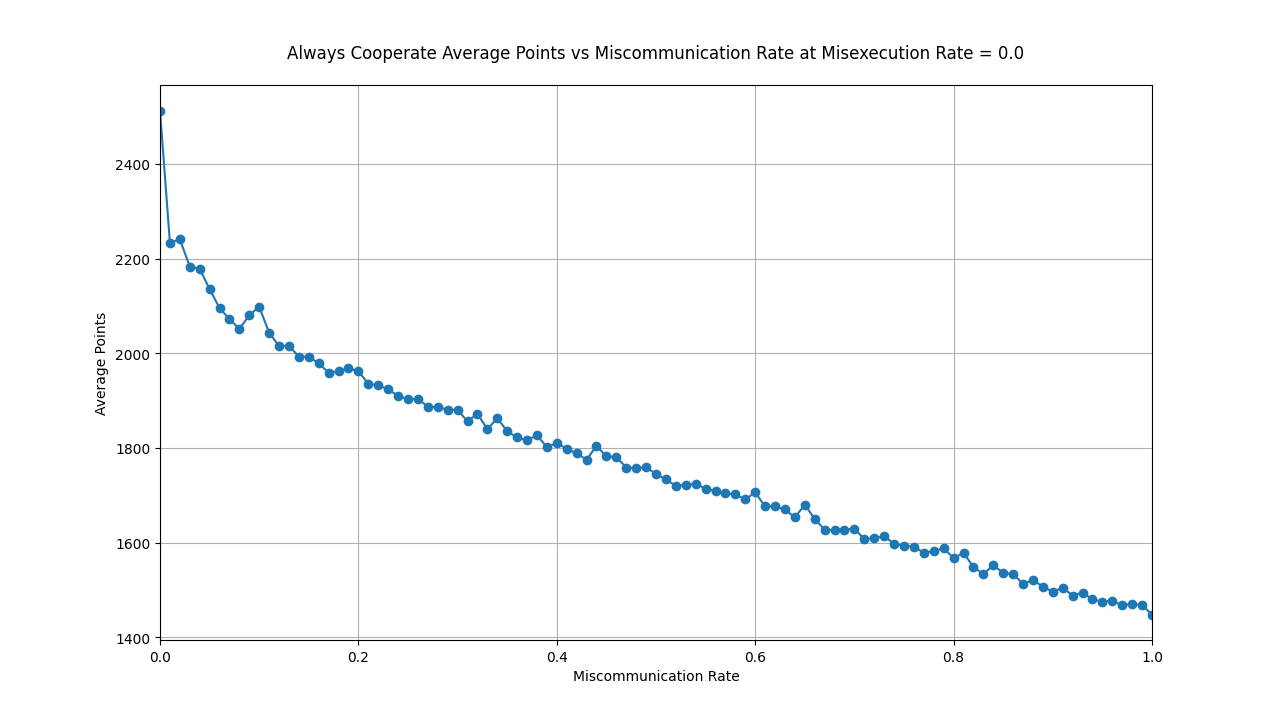 Always Cooperate Average Points vs Miscommunication Rate at Misexecution Rate = 0.0
2400
2200
2000
1800
1600
1400
Average Points
0.0 0.2 0.4 0.6 0.8 1.0
Miscommunication Rate